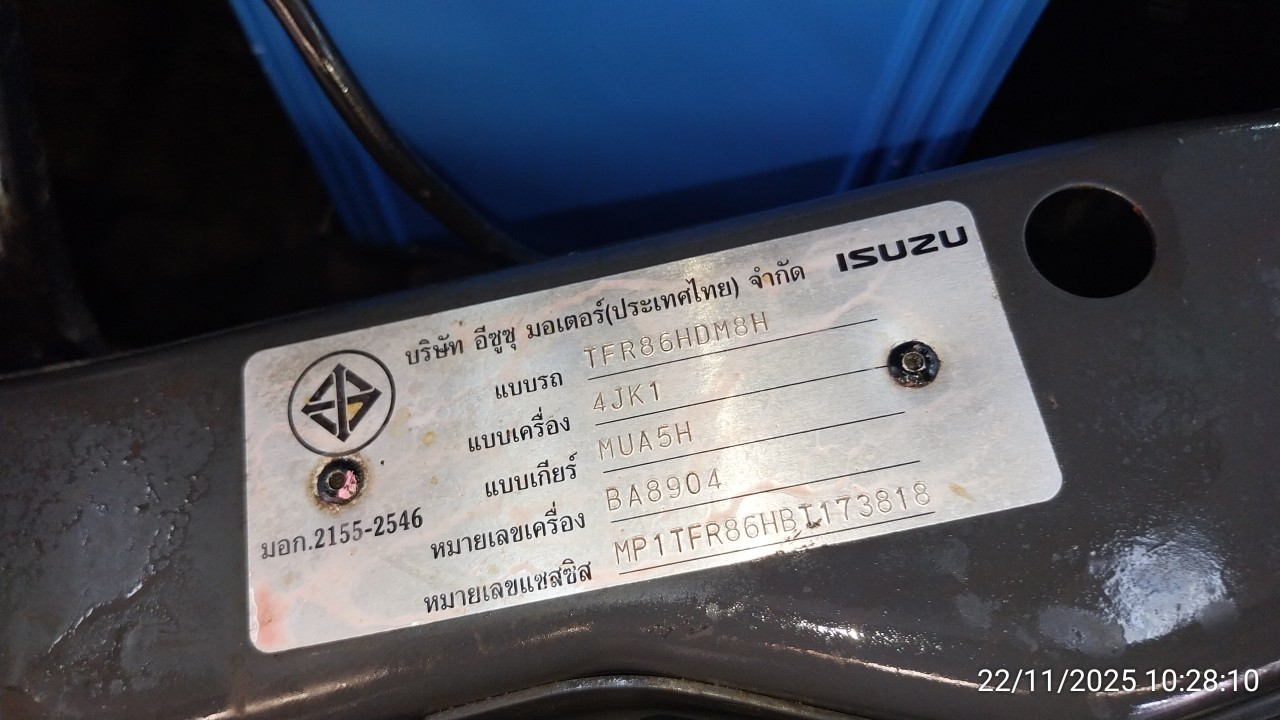 ISUZU
บริษัท อีซูซุ มอเตอร์(ประเทศไทย) จำกัด
แบบรถ TFR86HDM8H
แบบเครื่อง 4JK1
แบบเกียร์ MUA5H
หมายเลขเครื่อง BA8904
หมายเลขแชสซิส MP1TFR86HBT173818
มอก.2155-2546
22/11/2025 10:28:10